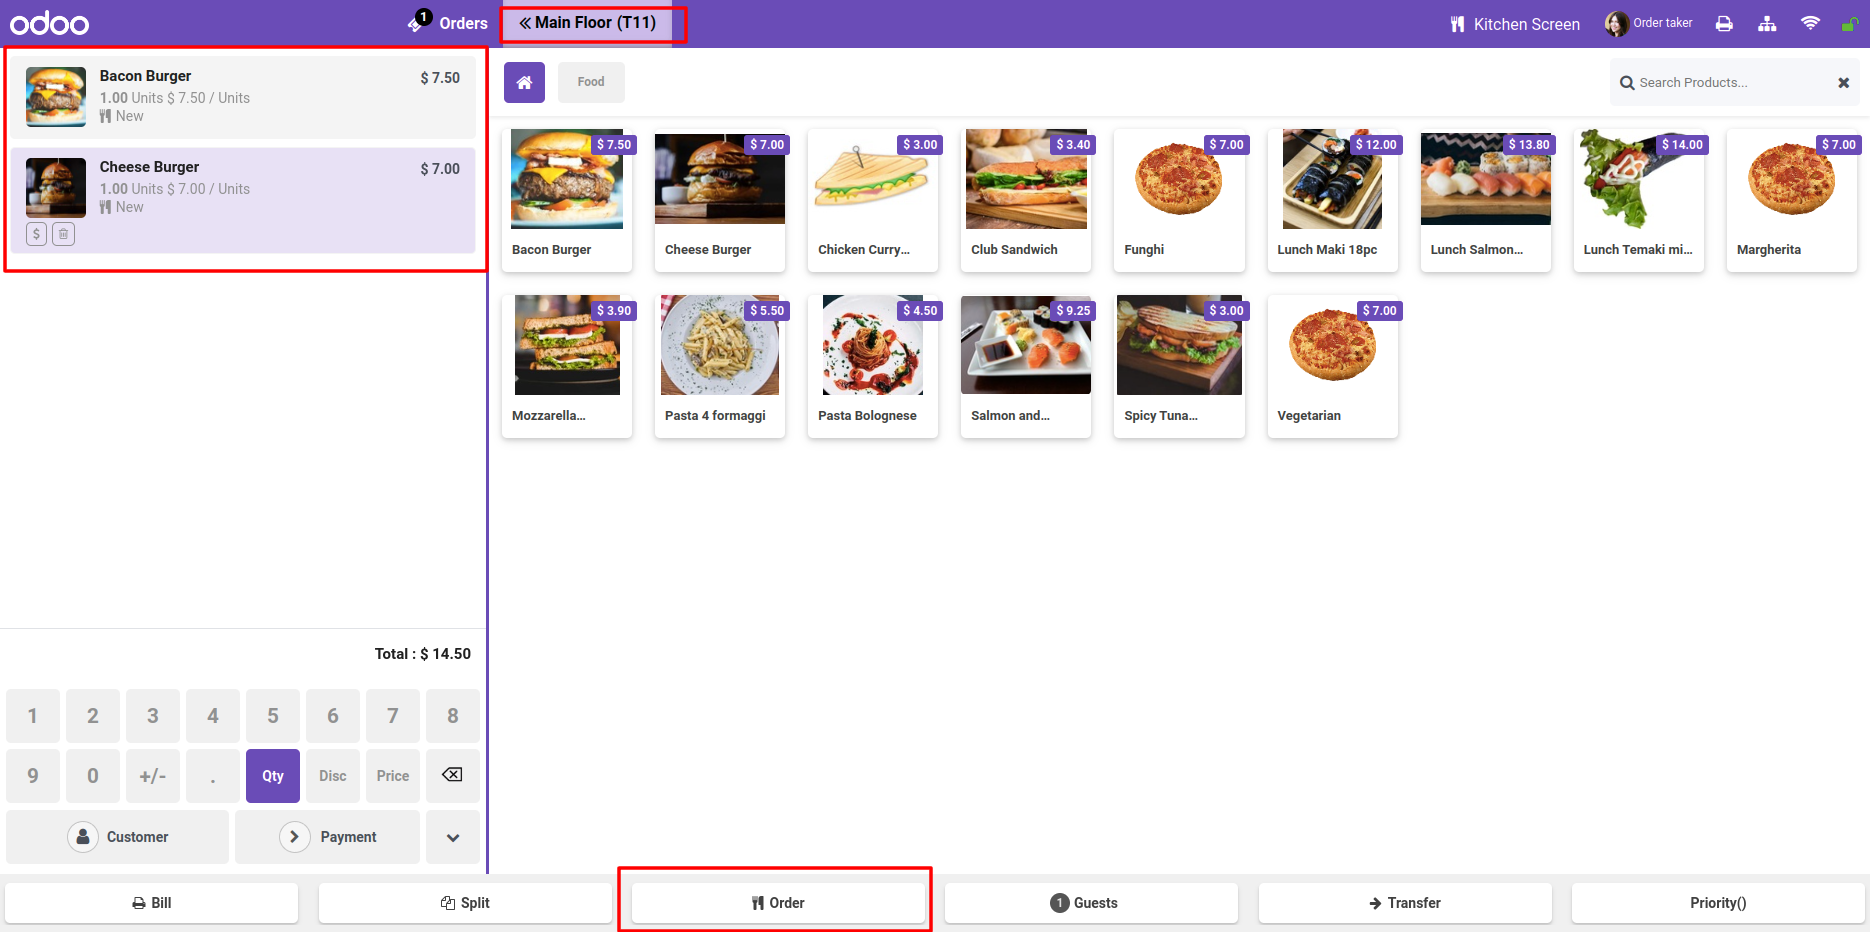 odoo
1
Orders
Main Floor (T11)
Kitchen Screen
Order taker
Bacon Burger
$ 7.50
1.00 Units $ 7.50 / Units
New
Cheese Burger
$ 7.00
1.00 Units $ 7.00 / Units
New
$
Food
Search Products...
$ 7.50
$ 7.00
$ 3.00
$ 3.40
$ 7.00
$ 12.00
$ 13.80
$ 14.00
$ 7.00
Bacon Burger
Cheese Burger
Chicken Curry...
Club Sandwich
Funghi
Lunch Maki 18pc
Lunch Salmon...
Lunch Temaki mi...
Margherita
$ 3.90
$ 5.50
$ 4.50
$ 9.25
$ 3.00
$ 7.00
Mozzarella...
Pasta 4 formaggi
Pasta Bolognese
Salmon and...
Spicy Tuna...
Vegetarian
Total : $ 14.50
1 2 3 4 5 6 7 8
9 0 +/- . Qty Disc Price
Customer
Payment
Bill
Split
Order
1 Guests
Transfer
Priority()